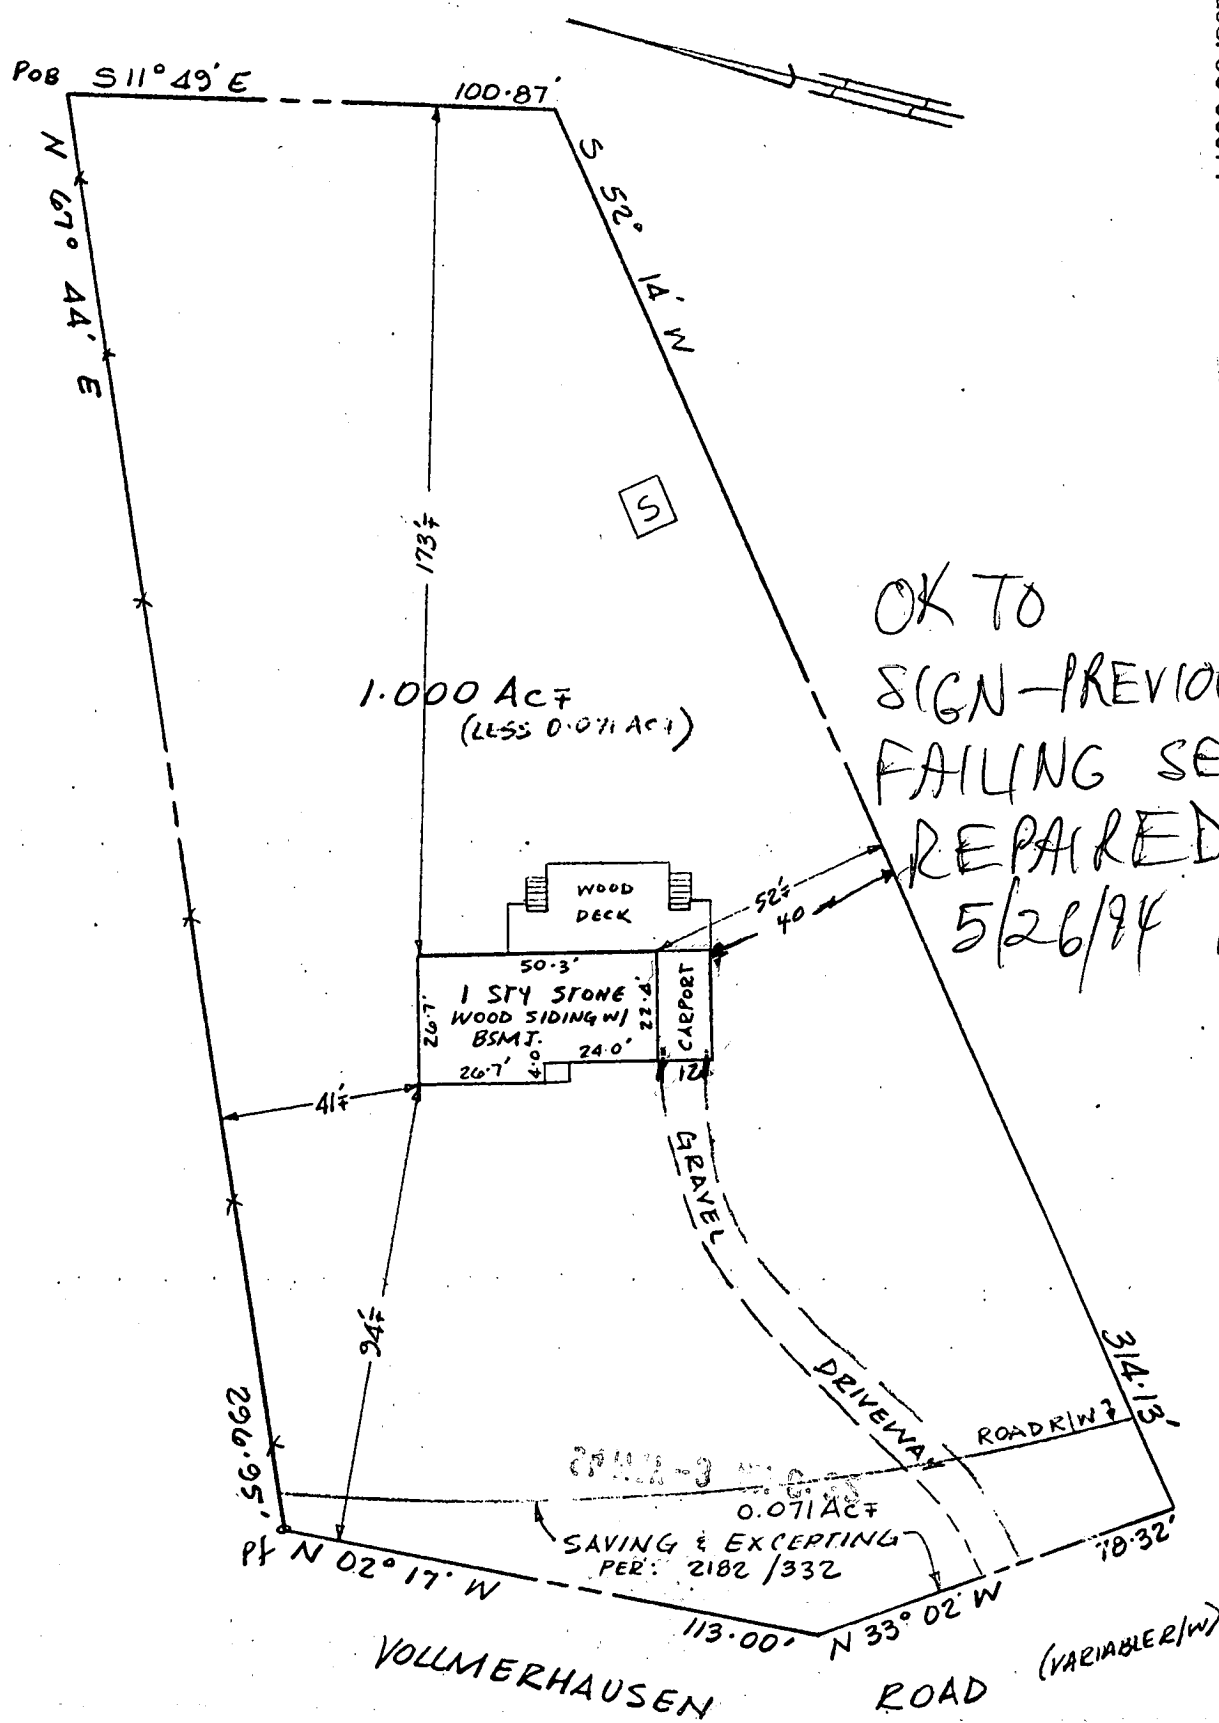 POB S 11° 49' E
100.87'
N 67° 44' E
S 52° 14' W
S
173'±
1.000 AC ±
(LESS 0.071 AC ±)
OK TO
SIGN - PREVIOU
FAILING SE
REPAIRED
5/26/94
WOOD
DECK
52'±
40
50.3'
1 STY STONE
WOOD SIDING W/
BSMT.
26.7'
22.4'
CARPORT
26.7'
4.0
24.0'
12
41'±
GRAVEL
DRIVEWA
94'±
296.95'
314.13'
ROAD R/W ±
0.071 AC ±
SAVING & EXCEPTING
PER: 2182 / 332
Pf N 02° 17' W
113.00'
N 33° 02' W
78.32'
VOLLMERHAUSEN ROAD (VARIABLE R/W)